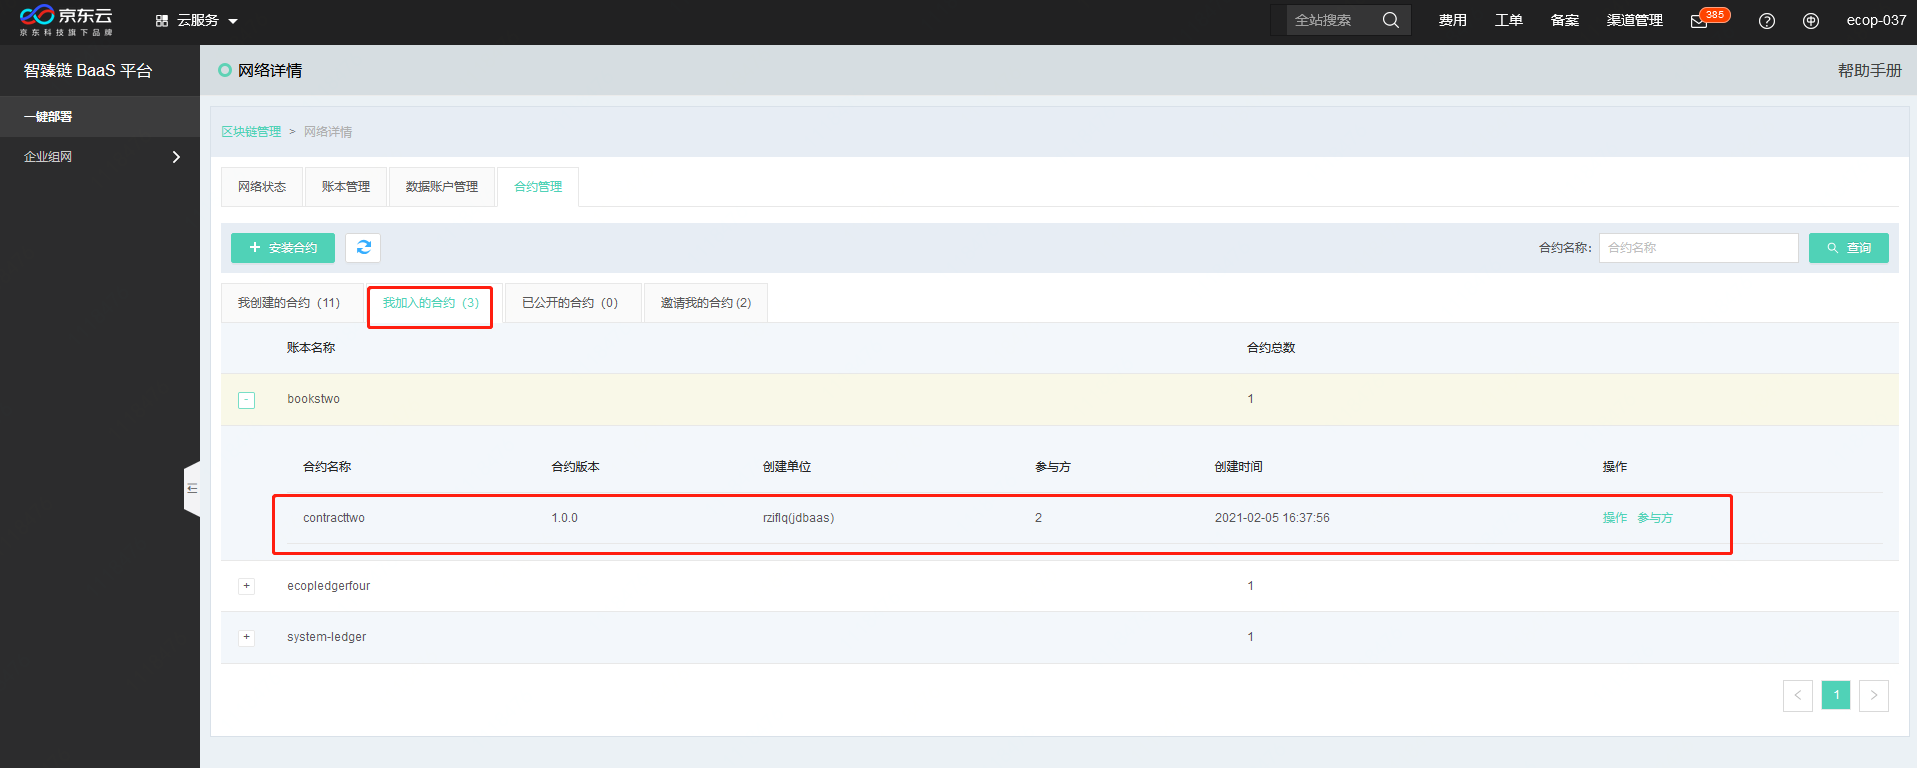 京东云
京东科技旗下品牌
云服务
全站搜索
费用
工单
备案
渠道管理
385
ecop-037
智臻链 BaaS 平台
网络详情
帮助手册
一键部署
企业组网
区块链管理 > 网络详情
网络状态
账本管理
数据账户管理
合约管理
+ 安装合约
合约名称:
合约名称
查询
我创建的合约 (11)
我加入的合约 (3)
已公开的合约 (0)
邀请我的合约 (2)
账本名称
合约总数
- bookstwo 1
合约名称 合约版本 创建单位 参与方 创建时间 操作
contracttwo 1.0.0 rziflq(jdbaas) 2 2021-02-05 16:37:56 操作 参与方
+ ecopledgerfour 1
+ system-ledger 1
< 1 >